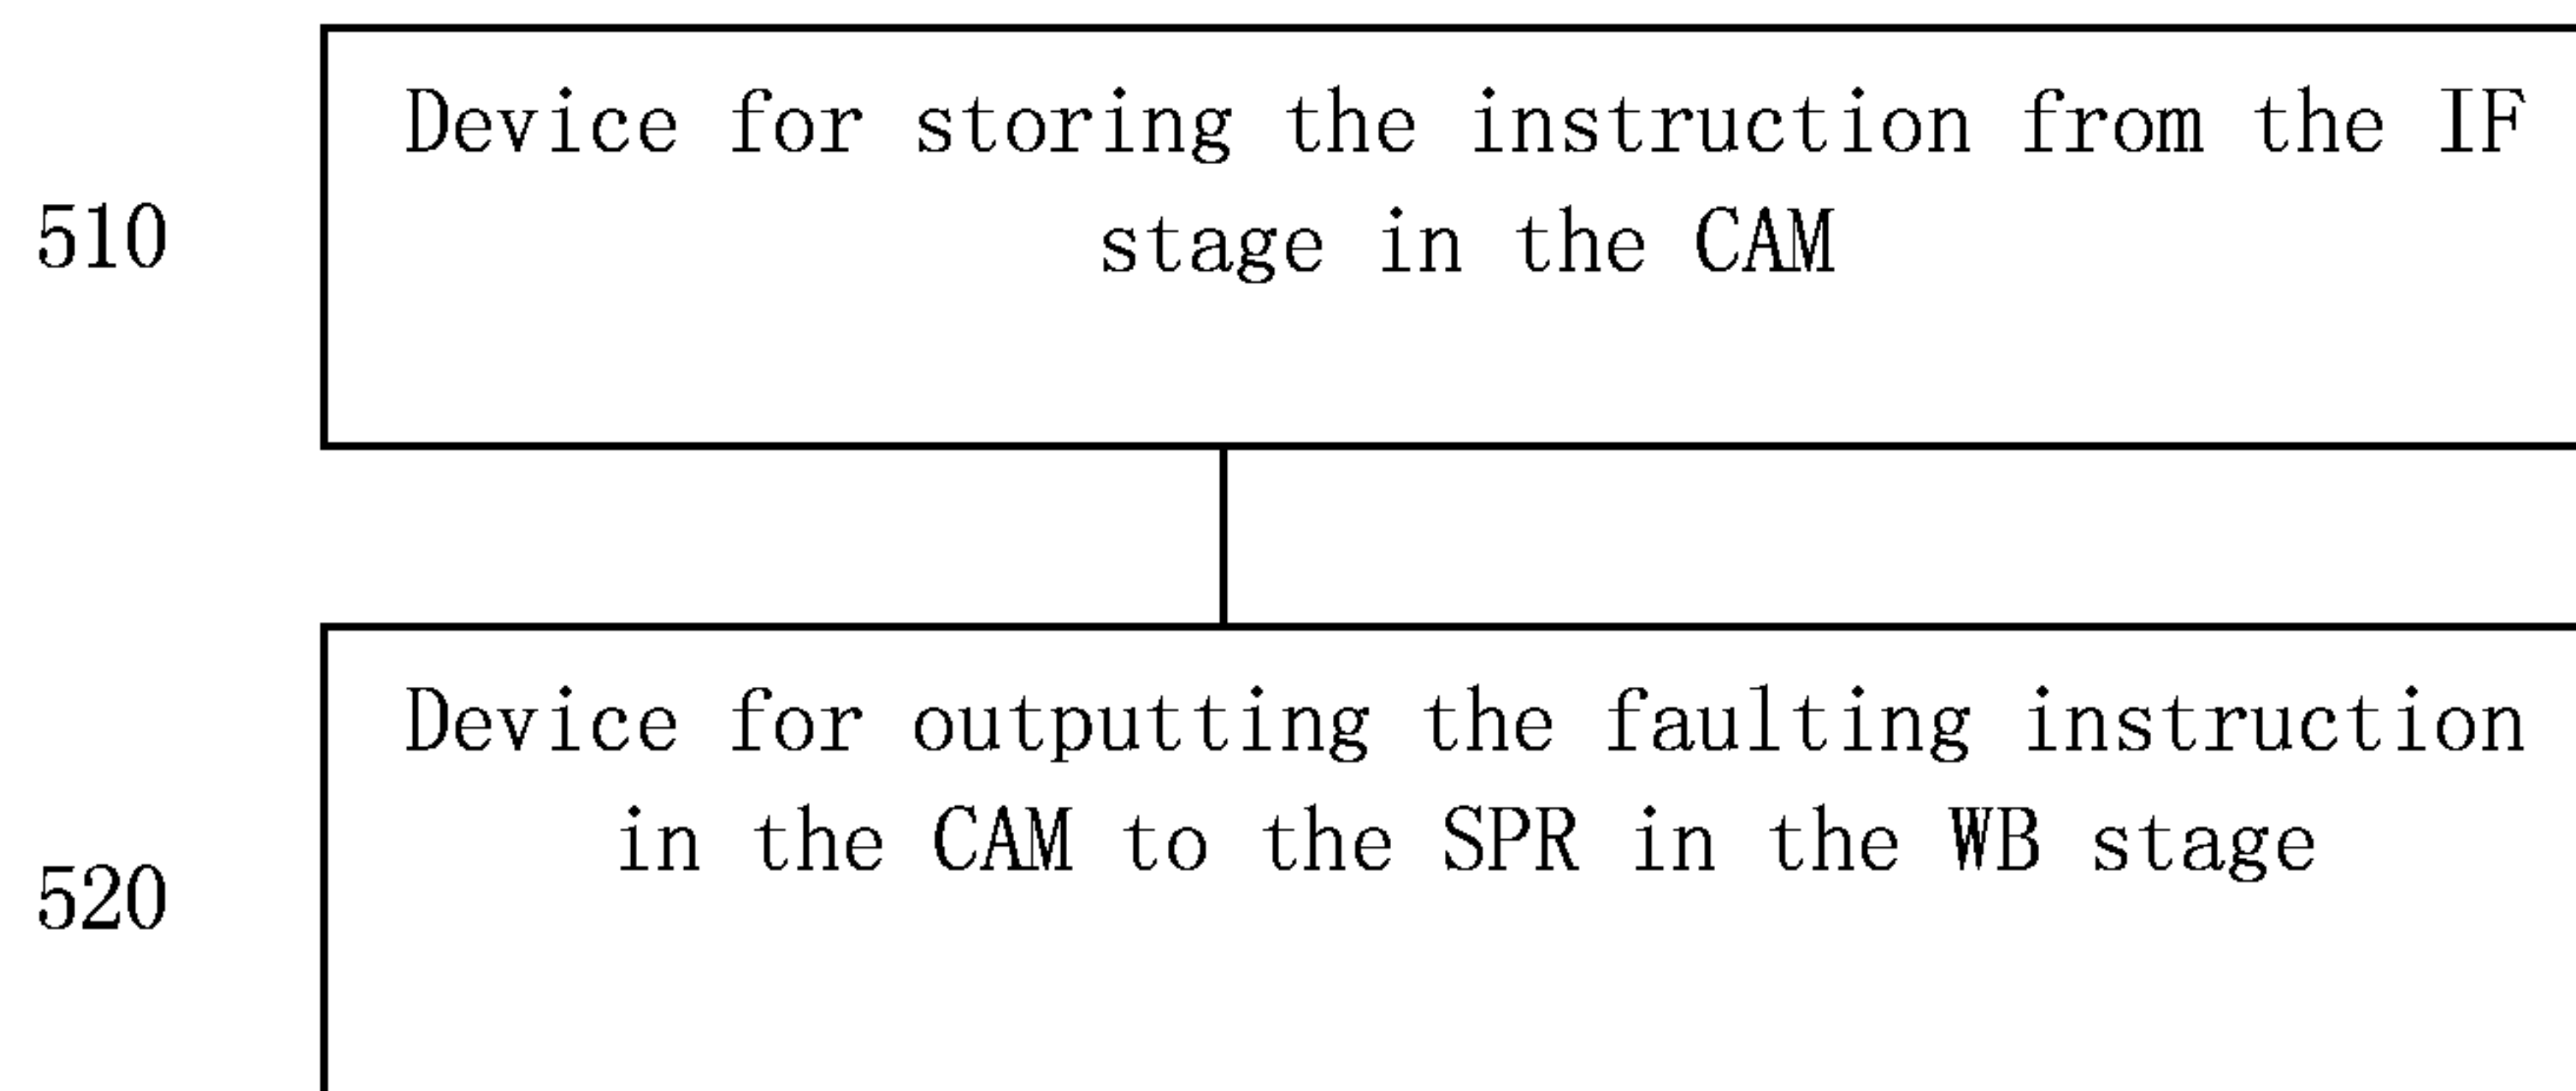 Device for storing the instruction from the IF
stage in the CAM
510
Device for outputting the faulting instruction
in the CAM to the SPR in the WB stage
520